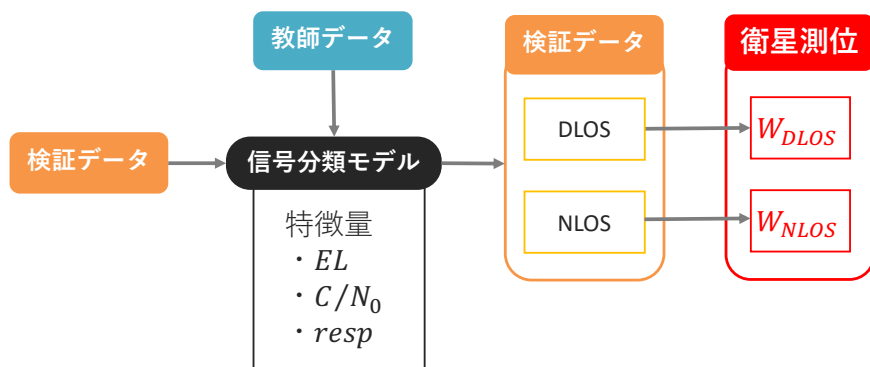 教師データ
検証データ
信号分類モデル
特徴量
・EL
・C/N₀
・resp
検証データ
DLOS
NLOS
衛星測位
W_DLOS
W_NLOS